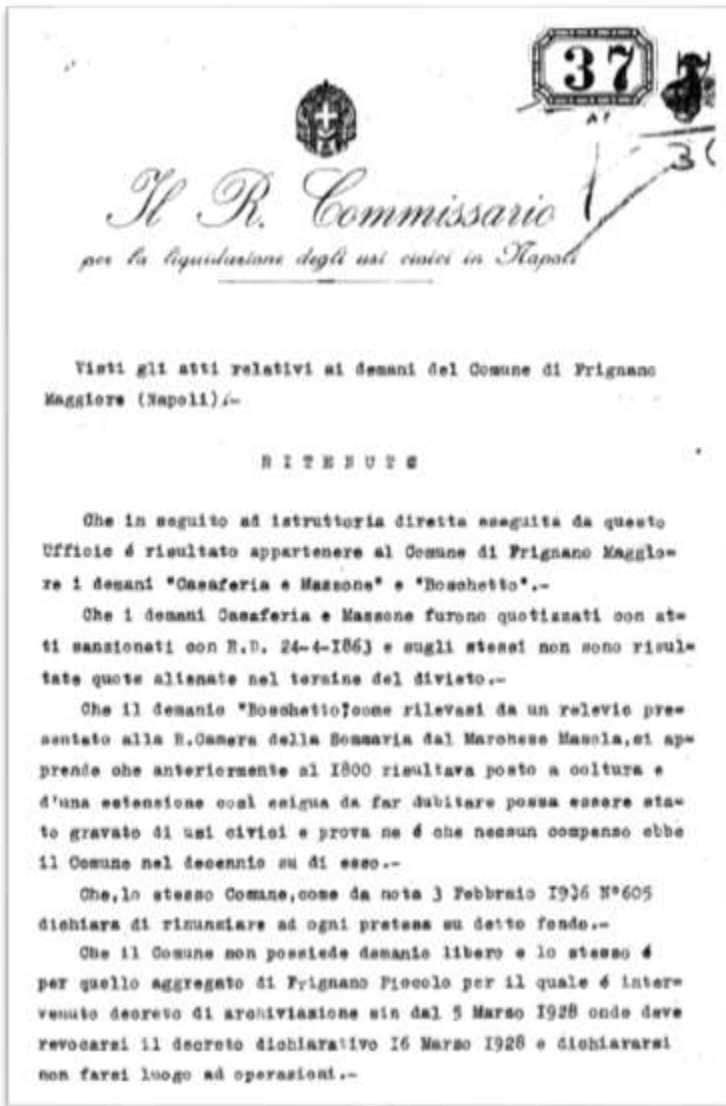 37
Il R. Commissario
per la liquidazione degli usi civici in Napoli
Visti gli atti relativi ai demani del Comune di Frignano
Maggiore (Napoli).-
RITENUTO
Che in seguito ad istruttoria diretta eseguita da questo
Ufficio é risultato appartenere al Comune di Frignano Maggio=
re i demani "Casaferia e Massone" e "Boschetto".-
Che i demani Casaferia e Massone furono quotizzati con at=
ti sanzionati con R.D. 24-4-I863 e sugli stessi non sono risul=
tate quote alienate nel termine del divieto.-
Che il demanio "Boschetto" come rilevasi da un relevio pre=
sentato alla R.Camera della Sommaria dal Marchese Masola, si ap=
prende che anteriormente al I800 risultava posto a coltura e
d'una estensione così esigua da far dubitare possa essere sta=
to gravato di usi civici e prova ne é che nessun compenso ebbe
il Comune nel decennio su di esso.-
Che, lo stesso Comune, come da nota 3 Febbraio I936 N°605
dichiara di rinunciare ad ogni pretesa su detto fondo.-
Che il Comune non possiede demanio libero e lo stesso é
per quello aggregato di Frignano Piccolo per il quale é inter=
venuto decreto di archiviazione sin dal 5 Marzo I928 onde deve
revocarsi il decreto dichiarativo I6 Marzo I928 e dichiararsi
non farsi luogo ad operazioni.-